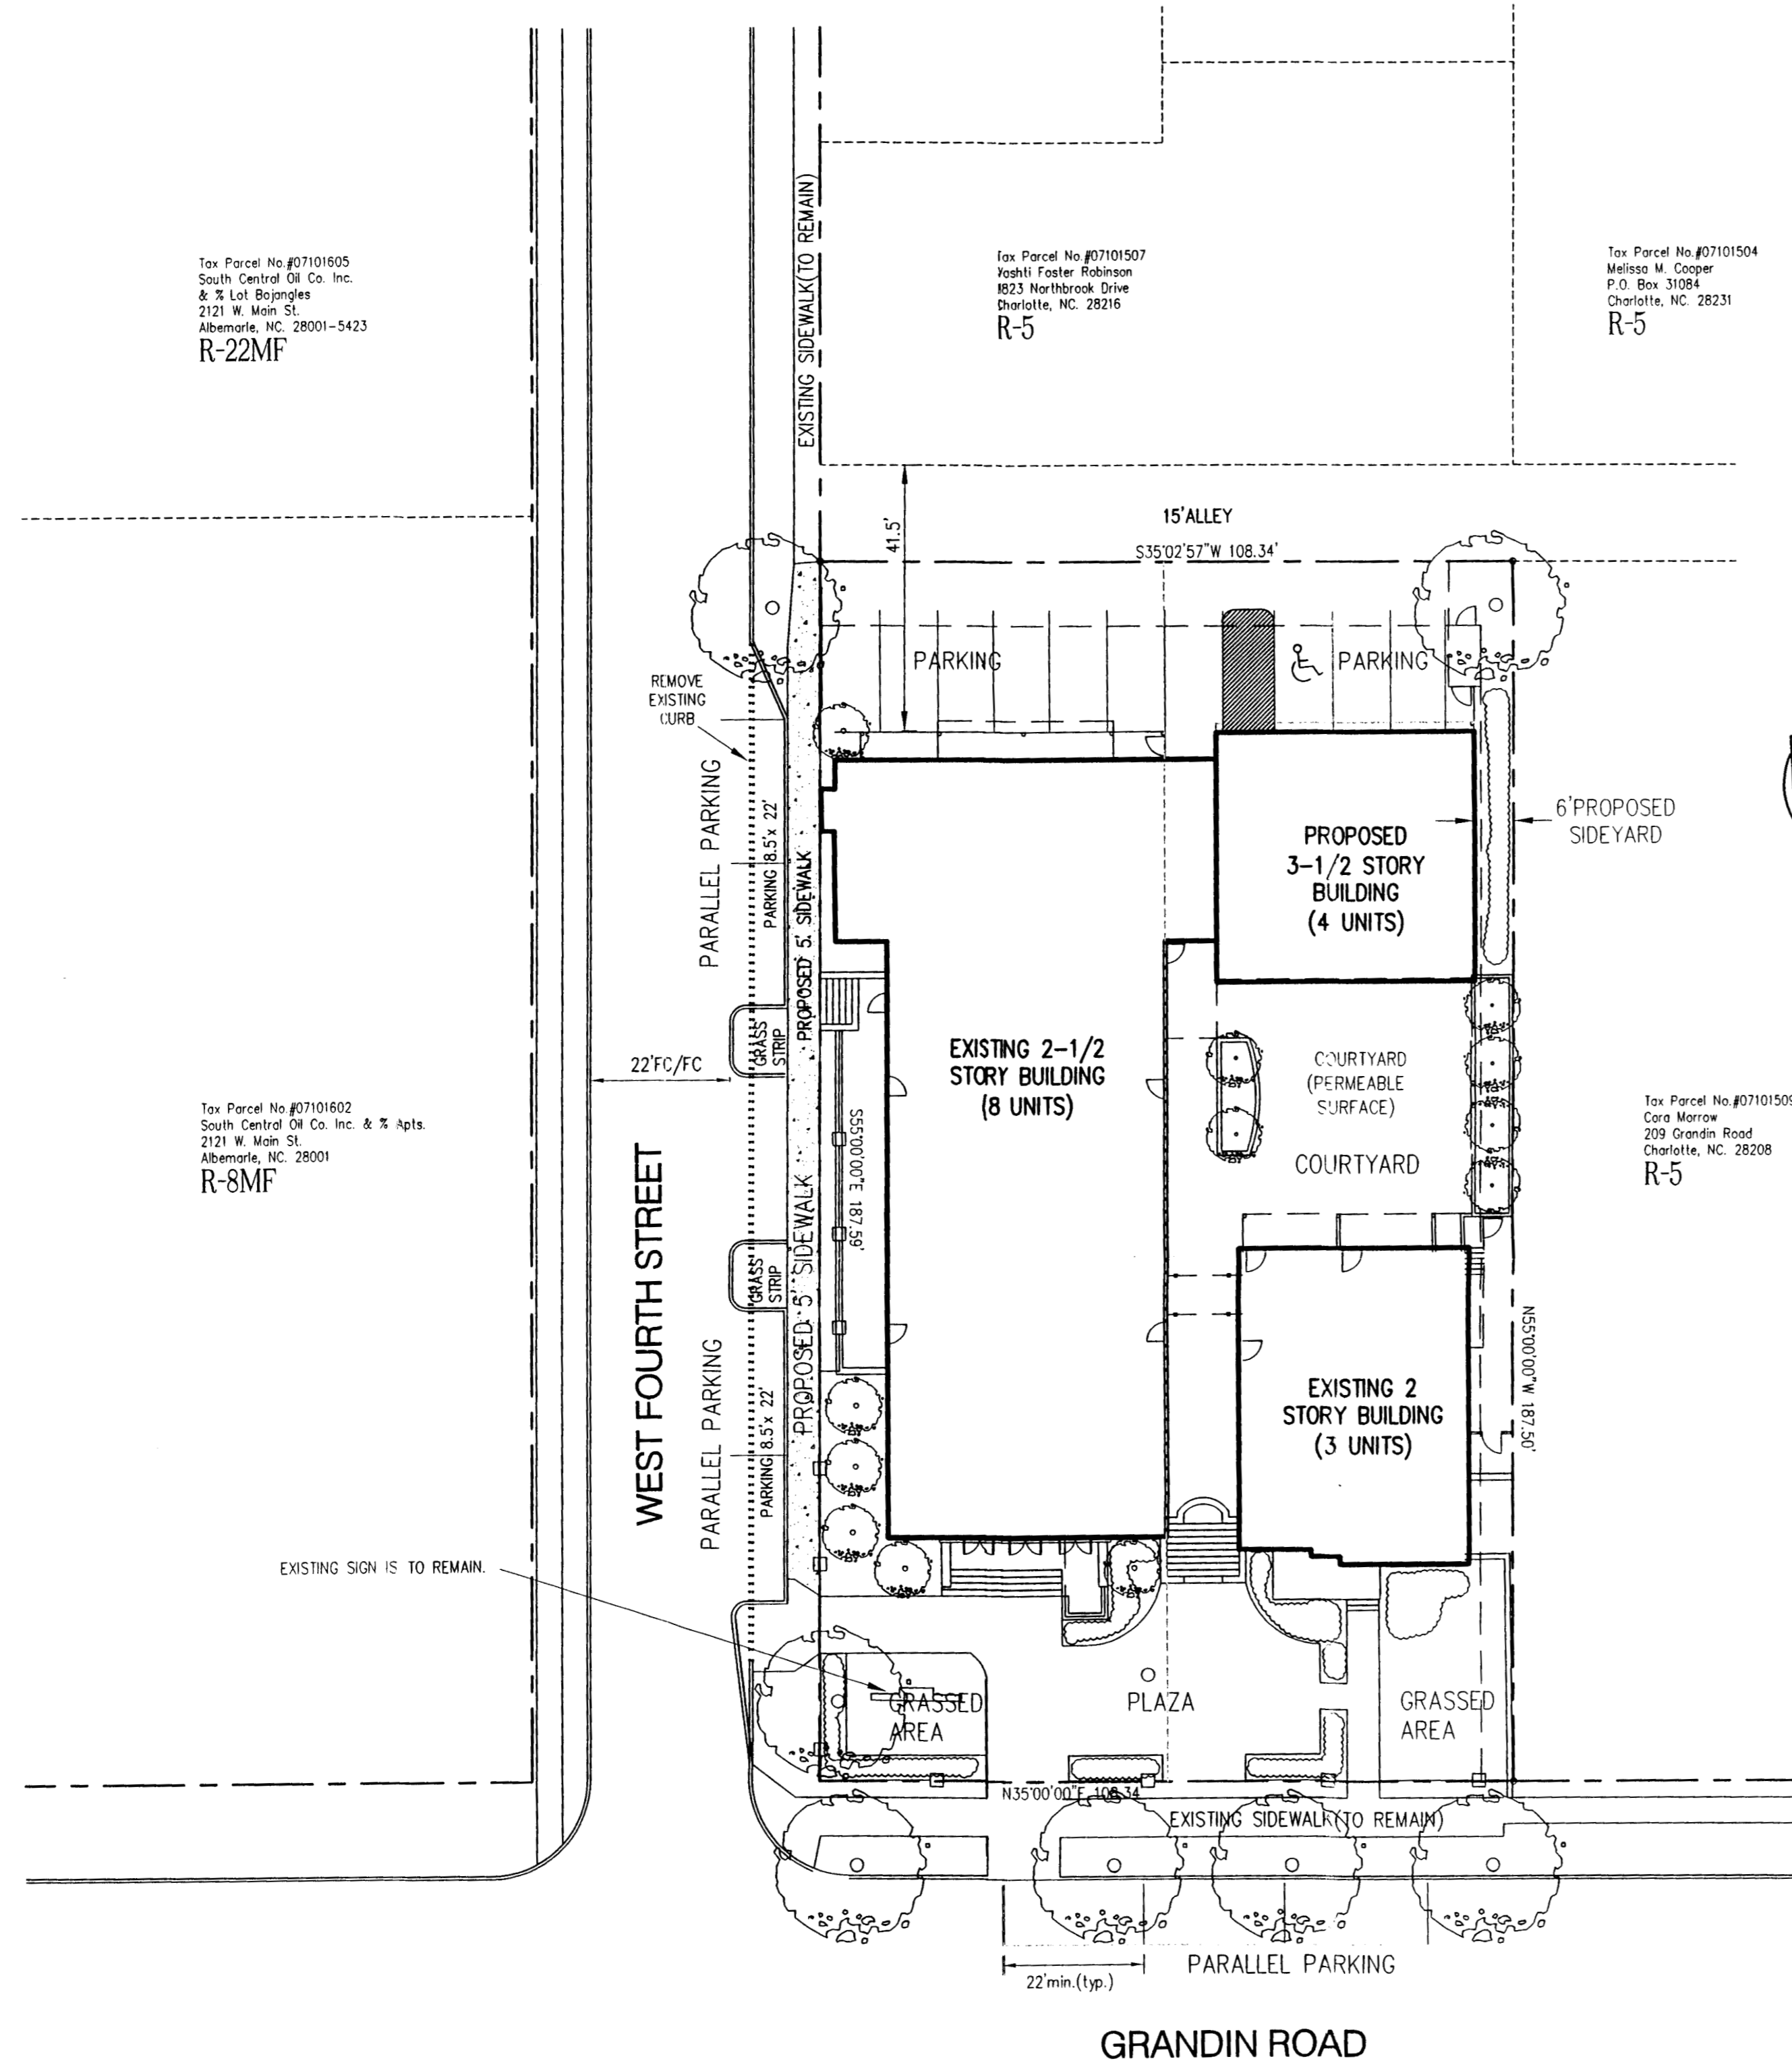 Tax Parcel No.#07101605
South Central Oil Co. Inc.
& % Lot Bojangles
2121 W. Main St.
Albemarle, NC. 28001-5423
R-22MF
EXISTING SIDEWALK(TO REMAIN)
Tax Parcel No.#07101507
Vashti Foster Robinson
1823 Northbrook Drive
Charlotte, NC. 28216
R-5
Tax Parcel No.#07101504
Melissa M. Cooper
P.O. Box 31084
Charlotte, NC. 28231
R-5
41.5'
15'ALLEY
S35°02'57"W 108.34'
PARKING
PARKING
REMOVE
EXISTING
CURB
PARALLEL PARKING
PARKING 8.5'x 22'
PROPOSED 5' SIDEWALK
PROPOSED
3-1/2 STORY
BUILDING
(4 UNITS)
6'PROPOSED
SIDEYARD
GRASS
STRIP
22'FC/FC
EXISTING 2-1/2
STORY BUILDING
(8 UNITS)
COURTYARD
(PERMEABLE
SURFACE)
COURTYARD
Tax Parcel No.#07101602
South Central Oil Co. Inc. & % Apts.
2121 W. Main St.
Albemarle, NC. 28001
R-8MF
Tax Parcel No.#07101509
Cora Morrow
209 Grandin Road
Charlotte, NC. 28208
R-5
S55°00'00"E 187.59'
WEST FOURTH STREET
GRASS
STRIP
PROPOSED 5' SIDEWALK
PARALLEL PARKING
PARKING 8.5'x 22'
N55°00'00"W 187.50'
EXISTING 2
STORY BUILDING
(3 UNITS)
EXISTING SIGN IS TO REMAIN.
GRASSED
AREA
PLAZA
GRASSED
AREA
N35°00'00"E 108.34
EXISTING SIDEWALK(TO REMAIN)
22'min.(typ.)
PARALLEL PARKING
GRANDIN ROAD